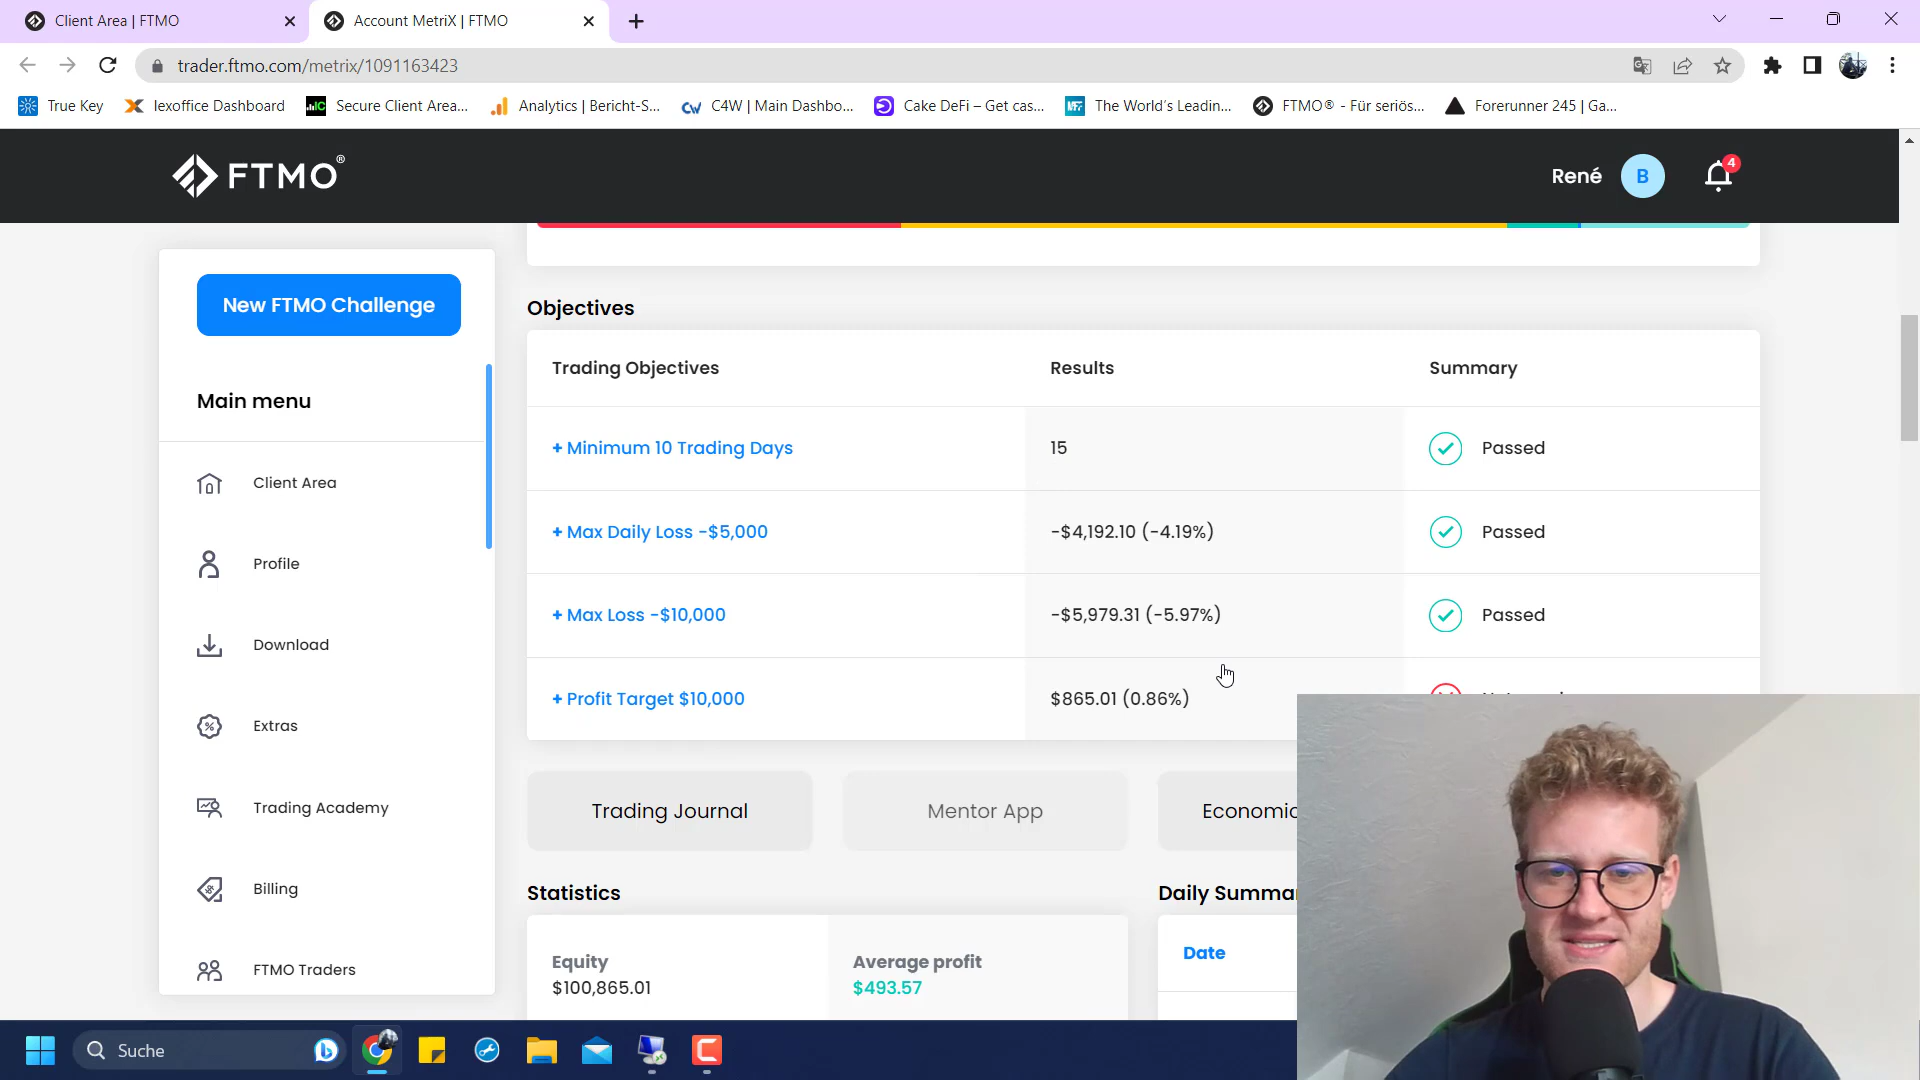 Client Area | FTMO
Account MetriX | FTMO
trader.ftmo.com/metrix/1091163423
True Key
lexoffice Dashboard
Secure Client Area...
Analytics | Bericht-S...
C4W | Main Dashbo...
Cake DeFi – Get cas...
The World's Leadin...
FTMO® - Für seriös...
Forerunner 245 | Ga...
FTMO®
René
B
4
New FTMO Challenge
Main menu
Client Area
Profile
Download
Extras
Trading Academy
Billing
FTMO Traders
Objectives
Trading Objectives Results Summary
+ Minimum 10 Trading Days 15 Passed
+ Max Daily Loss -$5,000 -$4,192.10 (-4.19%) Passed
+ Max Loss -$10,000 -$5,979.31 (-5.97%) Passed
+ Profit Target $10,000 $865.01 (0.86%)
Trading Journal
Mentor App
Economic
Statistics
Equity
$100,865.01
Average profit
$493.57
Daily Summar
Date
Suche